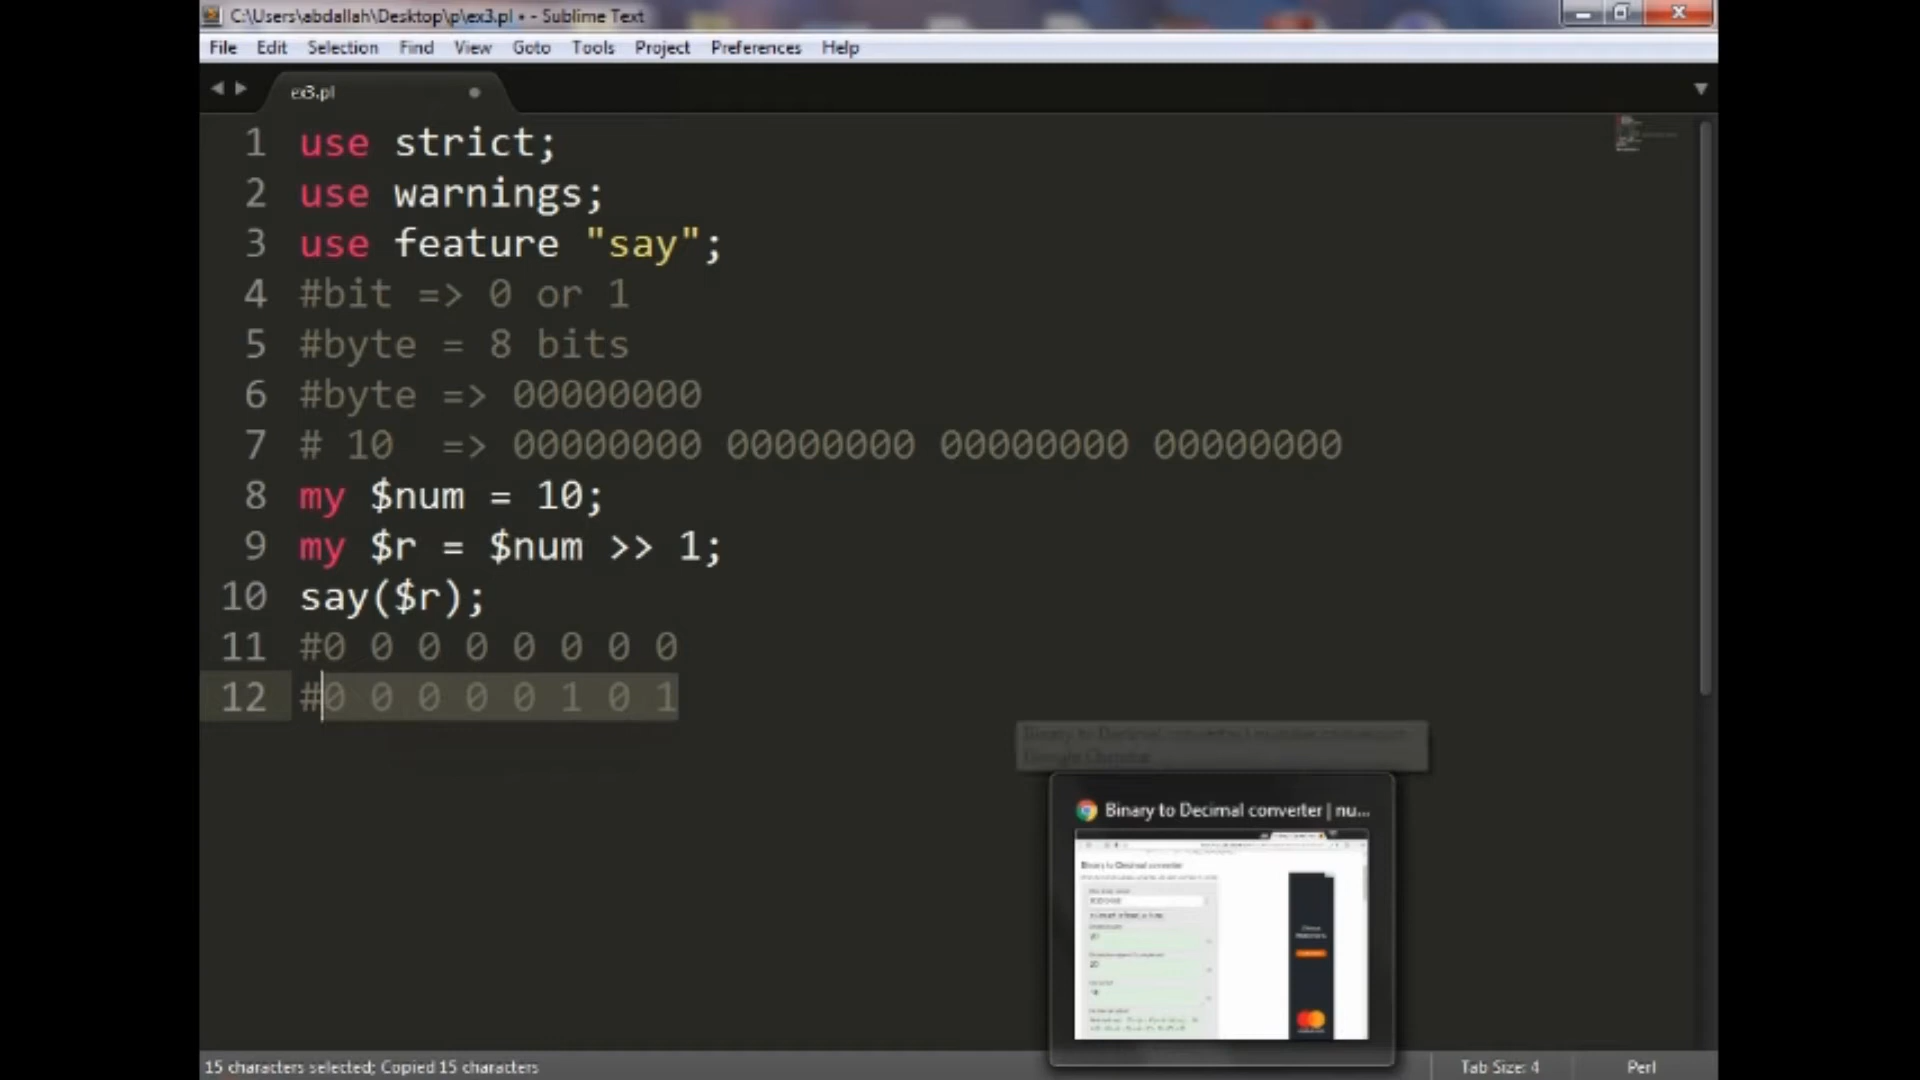 C:\Users\abdallah\Desktop\p\ex3.pl • - Sublime Text
File Edit Selection Find View Goto Tools Project Preferences Help
ex3.pl
1 use strict;
2 use warnings;
3 use feature "say";
4 #bit => 0 or 1
5 #byte = 8 bits
6 #byte => 00000000
7 # 10 => 00000000 00000000 00000000 00000000
8 my $num = 10;
9 my $r = $num >> 1;
10 say($r);
11 #0 0 0 0 0 0 0 0
12 #0 0 0 0 0 1 0 1
Binary to Decimal converter | nu...
Binary to Decimal converter
15 characters selected; Copied 15 characters
Tab Size: 4
Perl